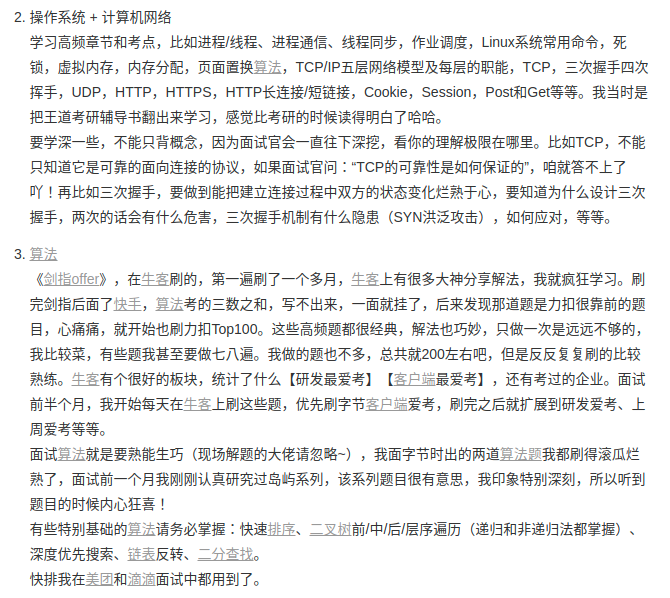 2. 操作系统 + 计算机网络
学习高频章节和考点，比如进程/线程、进程通信、线程同步，作业调度，Linux系统常用命令，死
锁，虚拟内存，内存分配，页面置换算法，TCP/IP五层网络模型及每层的职能，TCP，三次握手四次
挥手，UDP，HTTP，HTTPS，HTTP长连接/短链接，Cookie，Session，Post和Get等等。我当时是
把王道考研辅导书翻出来学习，感觉比考研的时候读得明白了哈哈。
要学深一些，不能只背概念，因为面试官会一直往下深挖，看你的理解极限在哪里。比如TCP，不能
只知道它是可靠的面向连接的协议，如果面试官问：“TCP的可靠性是如何保证的”，咱就答不上了
吖！再比如三次握手，要做到能把建立连接过程中双方的状态变化烂熟于心，要知道为什么设计三次
握手，两次的话会有什么危害，三次握手机制有什么隐患（SYN洪泛攻击），如何应对，等等。
3. 算法
《剑指offer》，在牛客刷的，第一遍刷了一个多月，牛客上有很多大神分享解法，我就疯狂学习。刷
完剑指后面了快手，算法考的三数之和，写不出来，一面就挂了，后来发现那道题是力扣很靠前的题
目，心痛痛，就开始也刷力扣Top100。这些高频题都很经典，解法也巧妙，只做一次是远远不够的，
我比较菜，有些题我甚至要做七八遍。我做的题也不多，总共就200左右吧，但是反反复复刷的比较
熟练。牛客有个很好的板块，统计了什么【研发最爱考】【客户端最爱考】，还有考过的企业。面试
前半个月，我开始每天在牛客上刷这些题，优先刷字节客户端爱考，刷完之后就扩展到研发爱考、上
周爱考等等。
面试算法就是要熟能生巧（现场解题的大佬请忽略~），我面字节时出的两道算法题我都刷得滚瓜烂
熟了，面试前一个月我刚刚认真研究过岛屿系列，该系列题目很有意思，我印象特别深刻，所以听到
题目的时候内心狂喜！
有些特别基础的算法请务必掌握：快速排序、二叉树前/中/后/层序遍历（递归和非递归法都掌握）、
深度优先搜索、链表反转、二分查找。
快排我在美团和滴滴面试中都用到了。